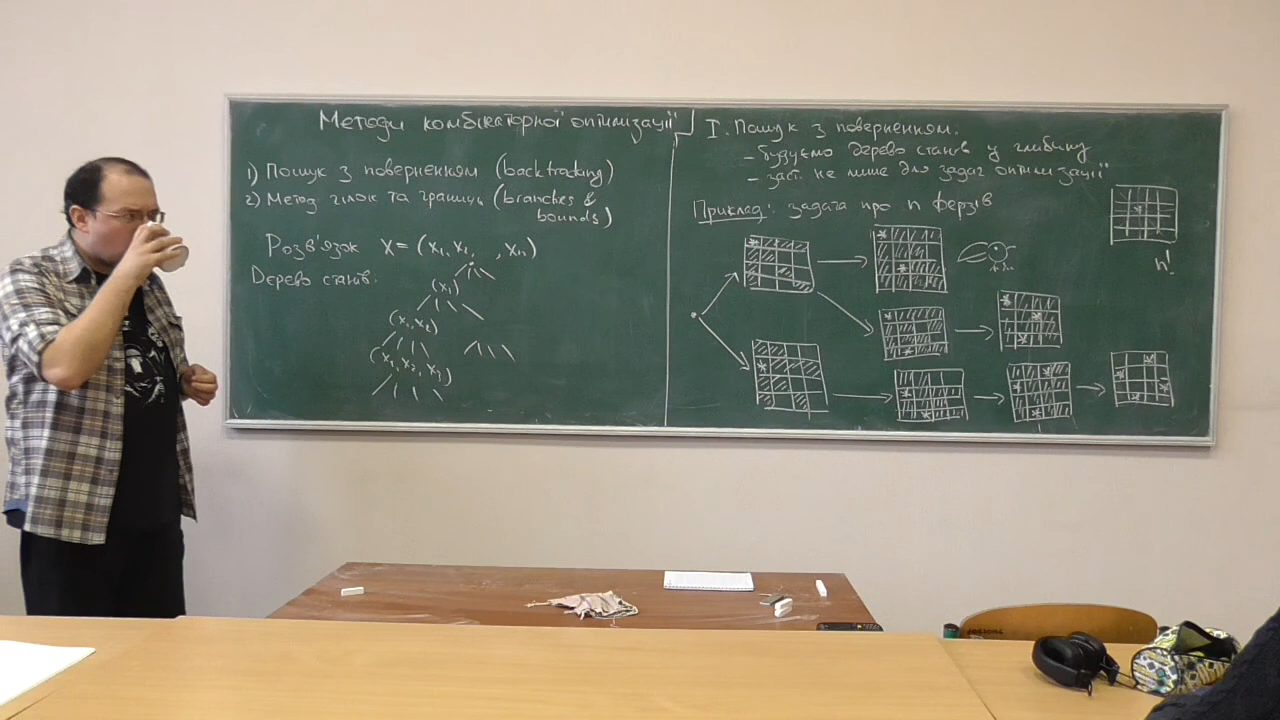 Методи комбінаторної оптимізації
1) Пошук з поверненням (backtracking)
2) Метод гілок та границь (branches &
bounds)
Розв'язок X = (x₁, x₂, , xₙ)
Дерево станів.
(x₁)
(x₁, x₂)
(x₁, x₂, x₃)
I. Пошук з поверненням.
- будуємо дерево станів у глибину
- заст. не лише для задач оптимізації
Приклад: задача про n ферзів
n!